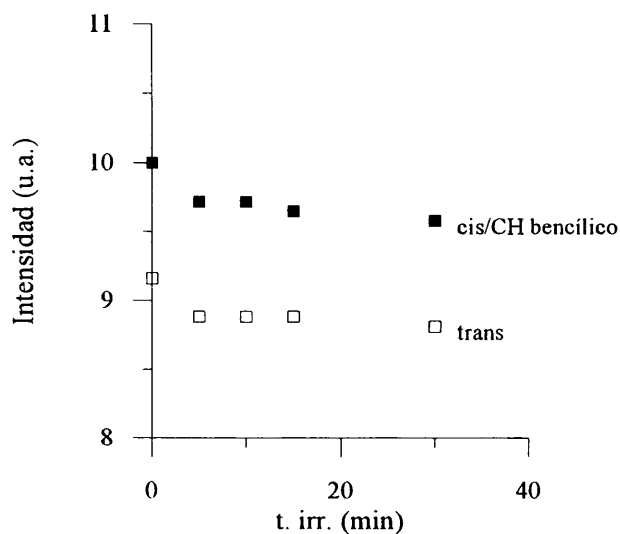 11
10
9
8
Intensidad (u.a.)
cis/CH bencílico
trans
0
20
40
t. irr. (min)